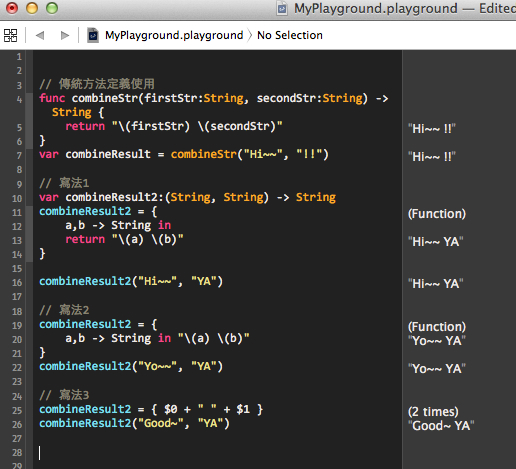 MyPlayground.playground — Edited
MyPlayground.playground 〉 No Selection
1
2
3 // 傳統方法定義使用
4 func combineStr(firstStr:String, secondStr:String) ->
String {
5 return "\(firstStr) \(secondStr)" "Hi~~ !!"
6 }
7 var combineResult = combineStr("Hi~~", "!!") "Hi~~ !!"
8
9 // 寫法1
10 var combineResult2:(String, String) -> String
11 combineResult2 = { (Function)
12 a,b -> String in
13 return "\(a) \(b)" "Hi~~ YA"
14 }
15
16 combineResult2("Hi~~", "YA") "Hi~~ YA"
17
18 // 寫法2
19 combineResult2 = { (Function)
20 a,b -> String in "\(a) \(b)" "Yo~~ YA"
21 }
22 combineResult2("Yo~~", "YA") "Yo~~ YA"
23
24 // 寫法3
25 combineResult2 = { $0 + " " + $1 } (2 times)
26 combineResult2("Good~", "YA") "Good~ YA"
27
28
29